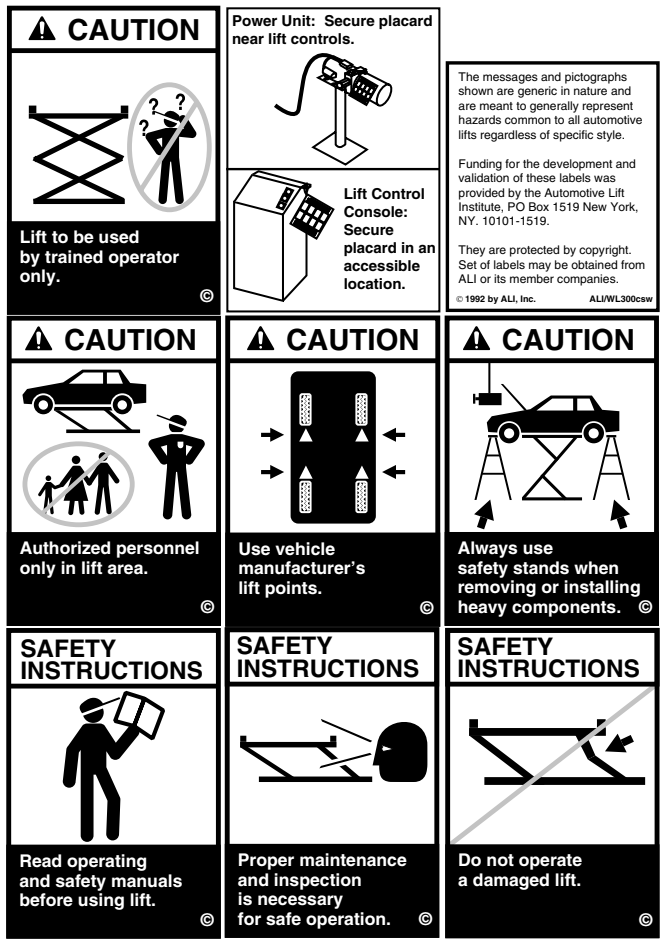 CAUTION
? ? ?
Lift to be used
by trained operator
only.
©
Power Unit: Secure placard
near lift controls.
Lift Control
Console:
Secure
placard in an
accessible
location.
The messages and pictographs
shown are generic in nature and
are meant to generally represent
hazards common to all automotive
lifts regardless of specific style.
Funding for the development and
validation of these labels was
provided by the Automotive Lift
Institute, PO Box 1519 New York,
NY. 10101-1519.
They are protected by copyright.
Set of labels may be obtained from
ALI or its member companies.
© 1992 by ALI, Inc. ALI/WL300csw
CAUTION
Authorized personnel
only in lift area.
©
CAUTION
Use vehicle
manufacturer's
lift points.
©
CAUTION
Always use
safety stands when
removing or installing
heavy components. ©
SAFETY
INSTRUCTIONS
Read operating
and safety manuals
before using lift.
©
SAFETY
INSTRUCTIONS
Proper maintenance
and inspection
is necessary
for safe operation. ©
SAFETY
INSTRUCTIONS
Do not operate
a damaged lift.
©